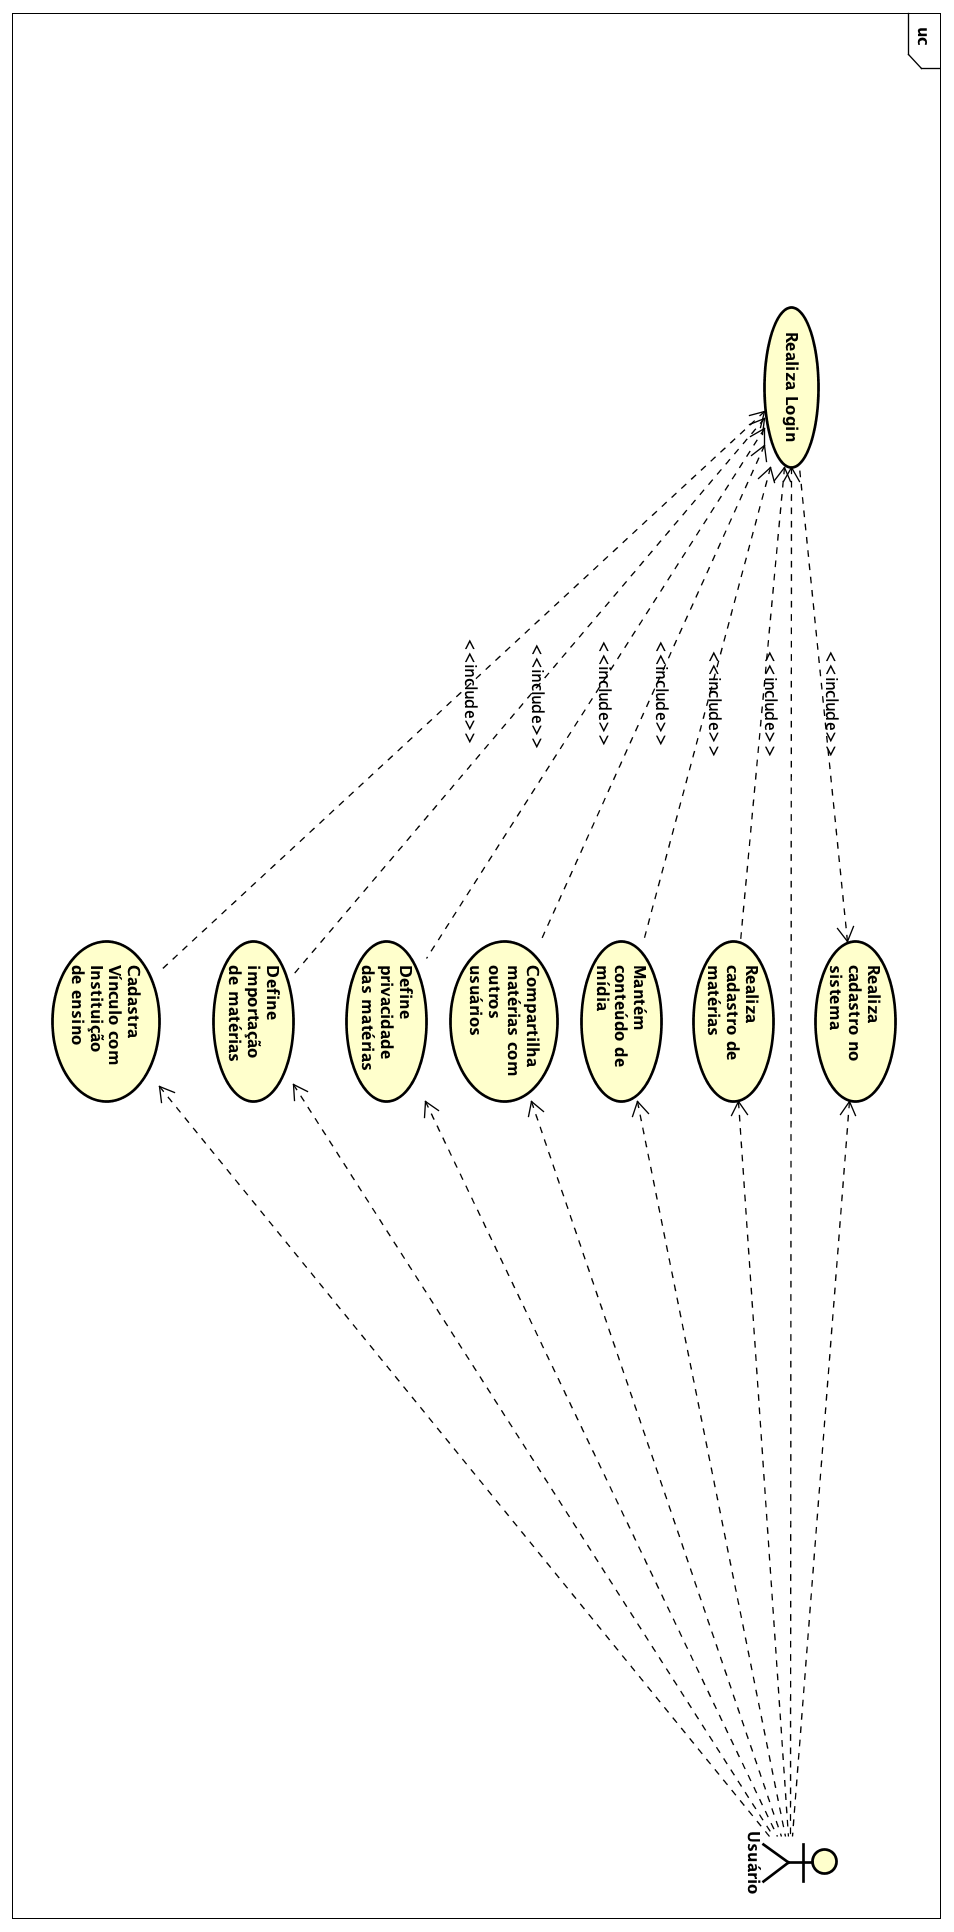 uc
Realiza Login
<<include>>
<<include>>
<<include>>
<<include>>
<<include>>
<<include>>
<<include>>
Realiza
cadastro no
sistema
Realiza
cadastro de
matérias
Mantém
conteúdo de
mídia
Compartilha
matérias com
outros
usuários
Define
privacidade
das matérias
Define
importação
de matérias
Cadastra
Vínculo com
Instituição
de ensino
Usuário